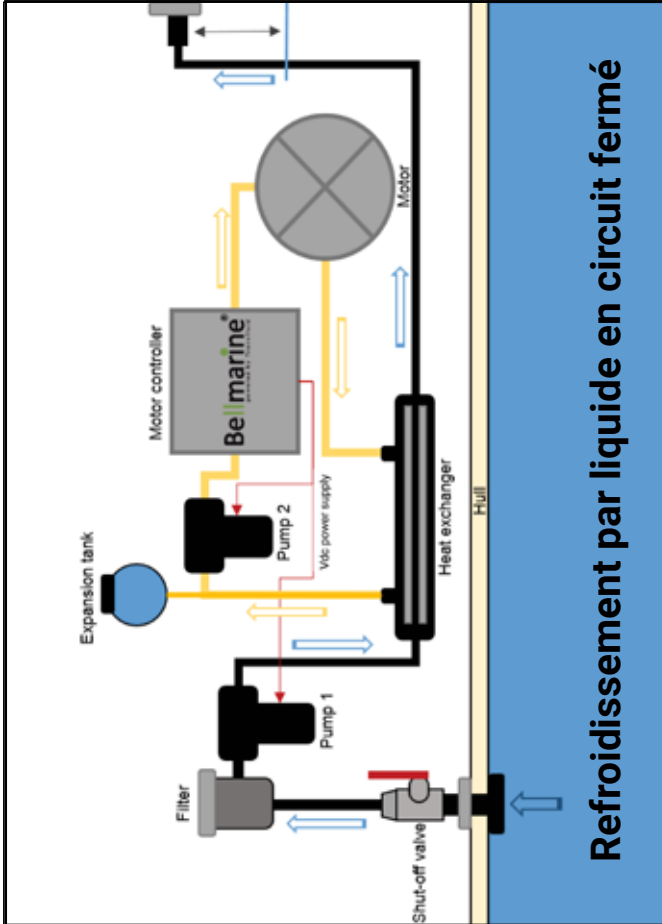 Expansion tank
Motor controller
Bellmarine®
Motor
Pump 2
Vdc power supply
Filter
Pump 1
Heat exchanger
Shut-off valve
Hull
Refroidissement par liquide en circuit fermé